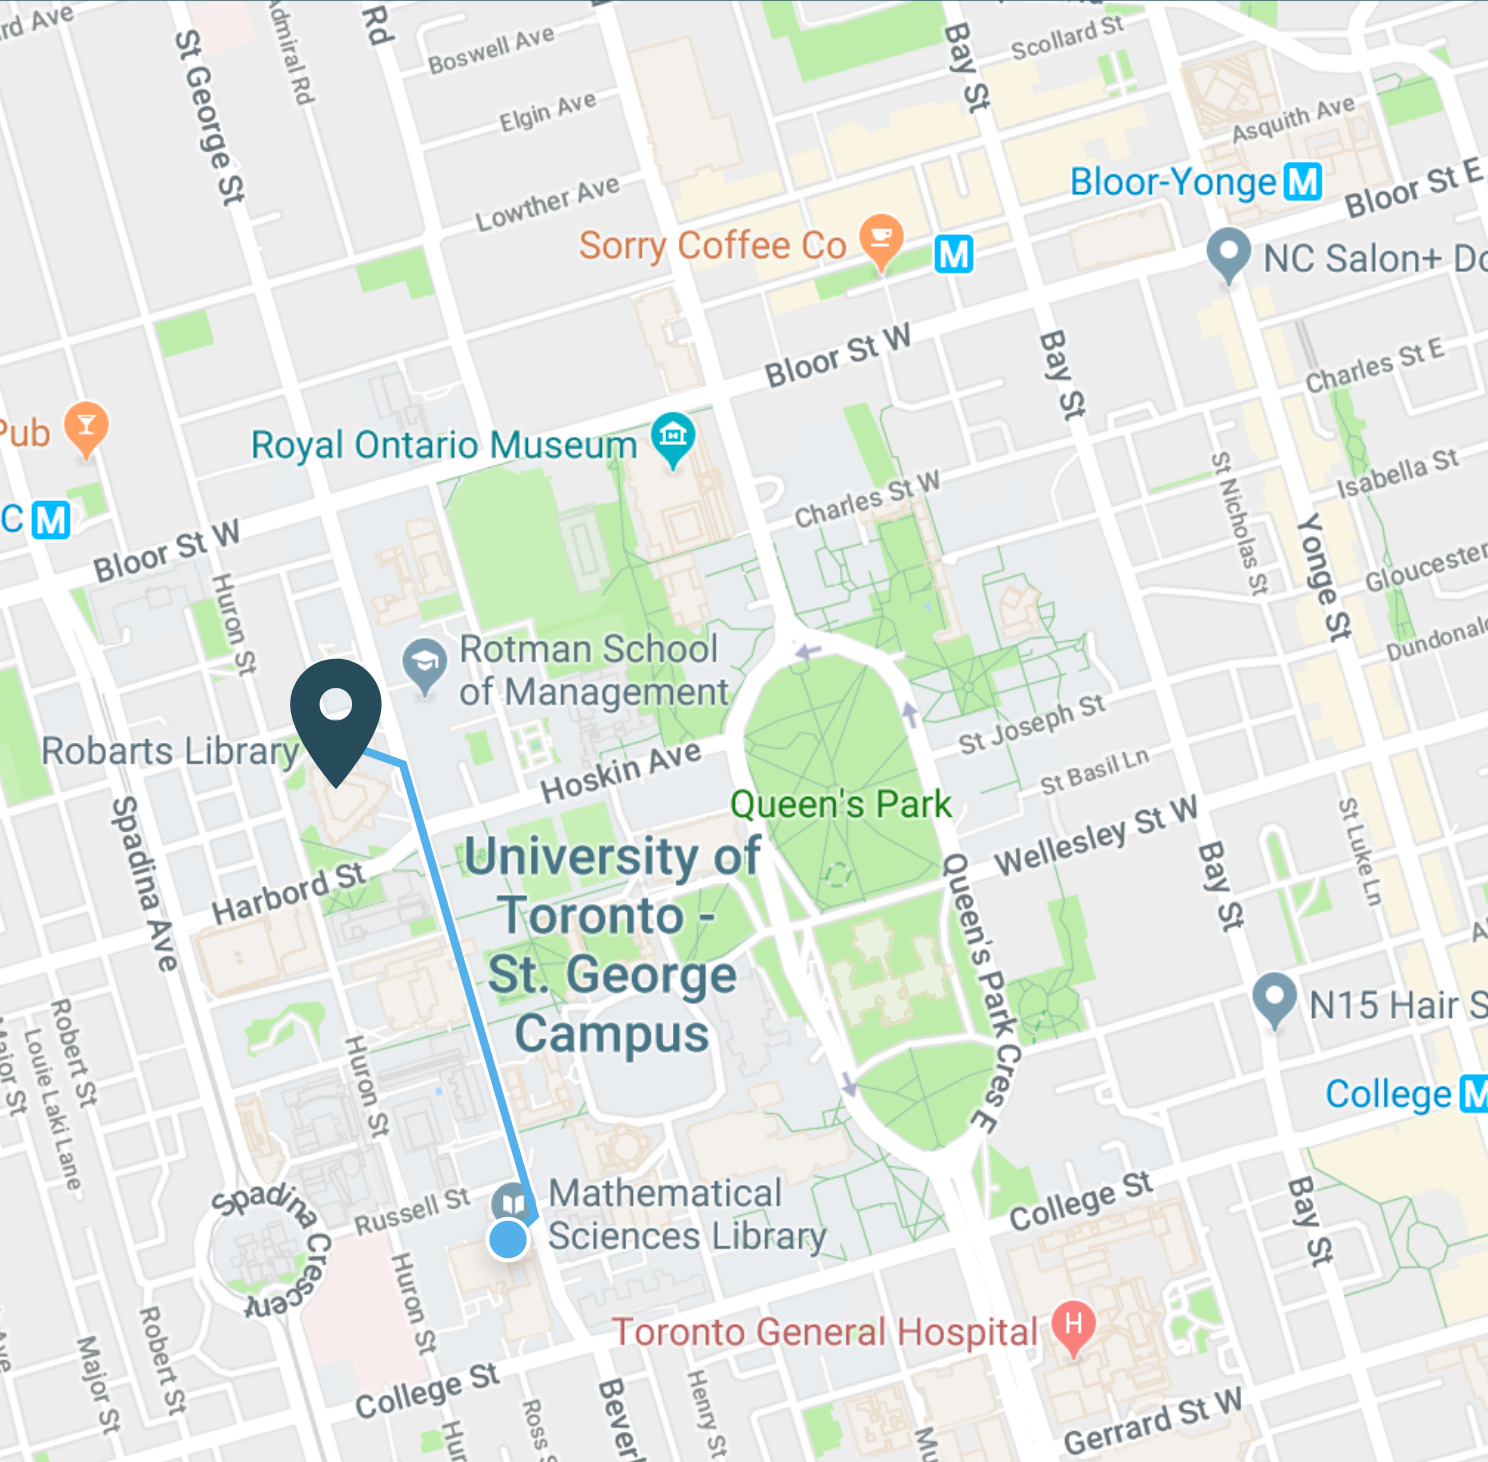 rd Ave
St George St
Admiral Rd
Rd
Boswell Ave
Elgin Ave
Lowther Ave
Bay St
Scollard St
Asquith Ave
Bloor-Yonge M
Bloor St E
Sorry Coffee Co
M
NC Salon+ Do
Bloor St W
Bay St
Charles St E
Pub
Royal Ontario Museum
C M
Bloor St W
Charles St W
St Nicholas St
Isabella St
Yonge St
Gloucester
Huron St
Dundonald
Rotman School
of Management
Robarts Library
Hoskin Ave
St Joseph St
St Basil Ln
Queen's Park
Wellesley St W
St Luke Ln
Spadina Ave
Harbord St
University of
Toronto -
St. George
Campus
Bay St
Queen's Park Cres E
N15 Hair S
Major St
Louie Laki Lane
Robert St
Huron St
College M
Mathematical
Sciences Library
Spadina Crescent
Russell St
College St
Bay St
Huron St
Toronto General Hospital
H
Major St
Robert St
Ave
College St
Hur
Ross S
Beverl
Henry St
Mu
Gerrard St W